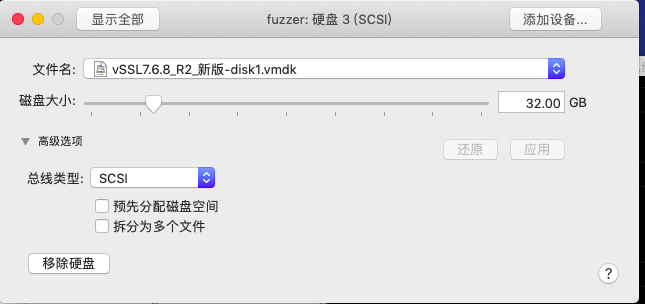 显示全部
fuzzer: 硬盘 3 (SCSI)
添加设备...
文件名: vSSL7.6.8_R2_新版-disk1.vmdk
磁盘大小: 32.00 GB
高级选项
还原
应用
总线类型: SCSI
预先分配磁盘空间
拆分为多个文件
移除硬盘
?